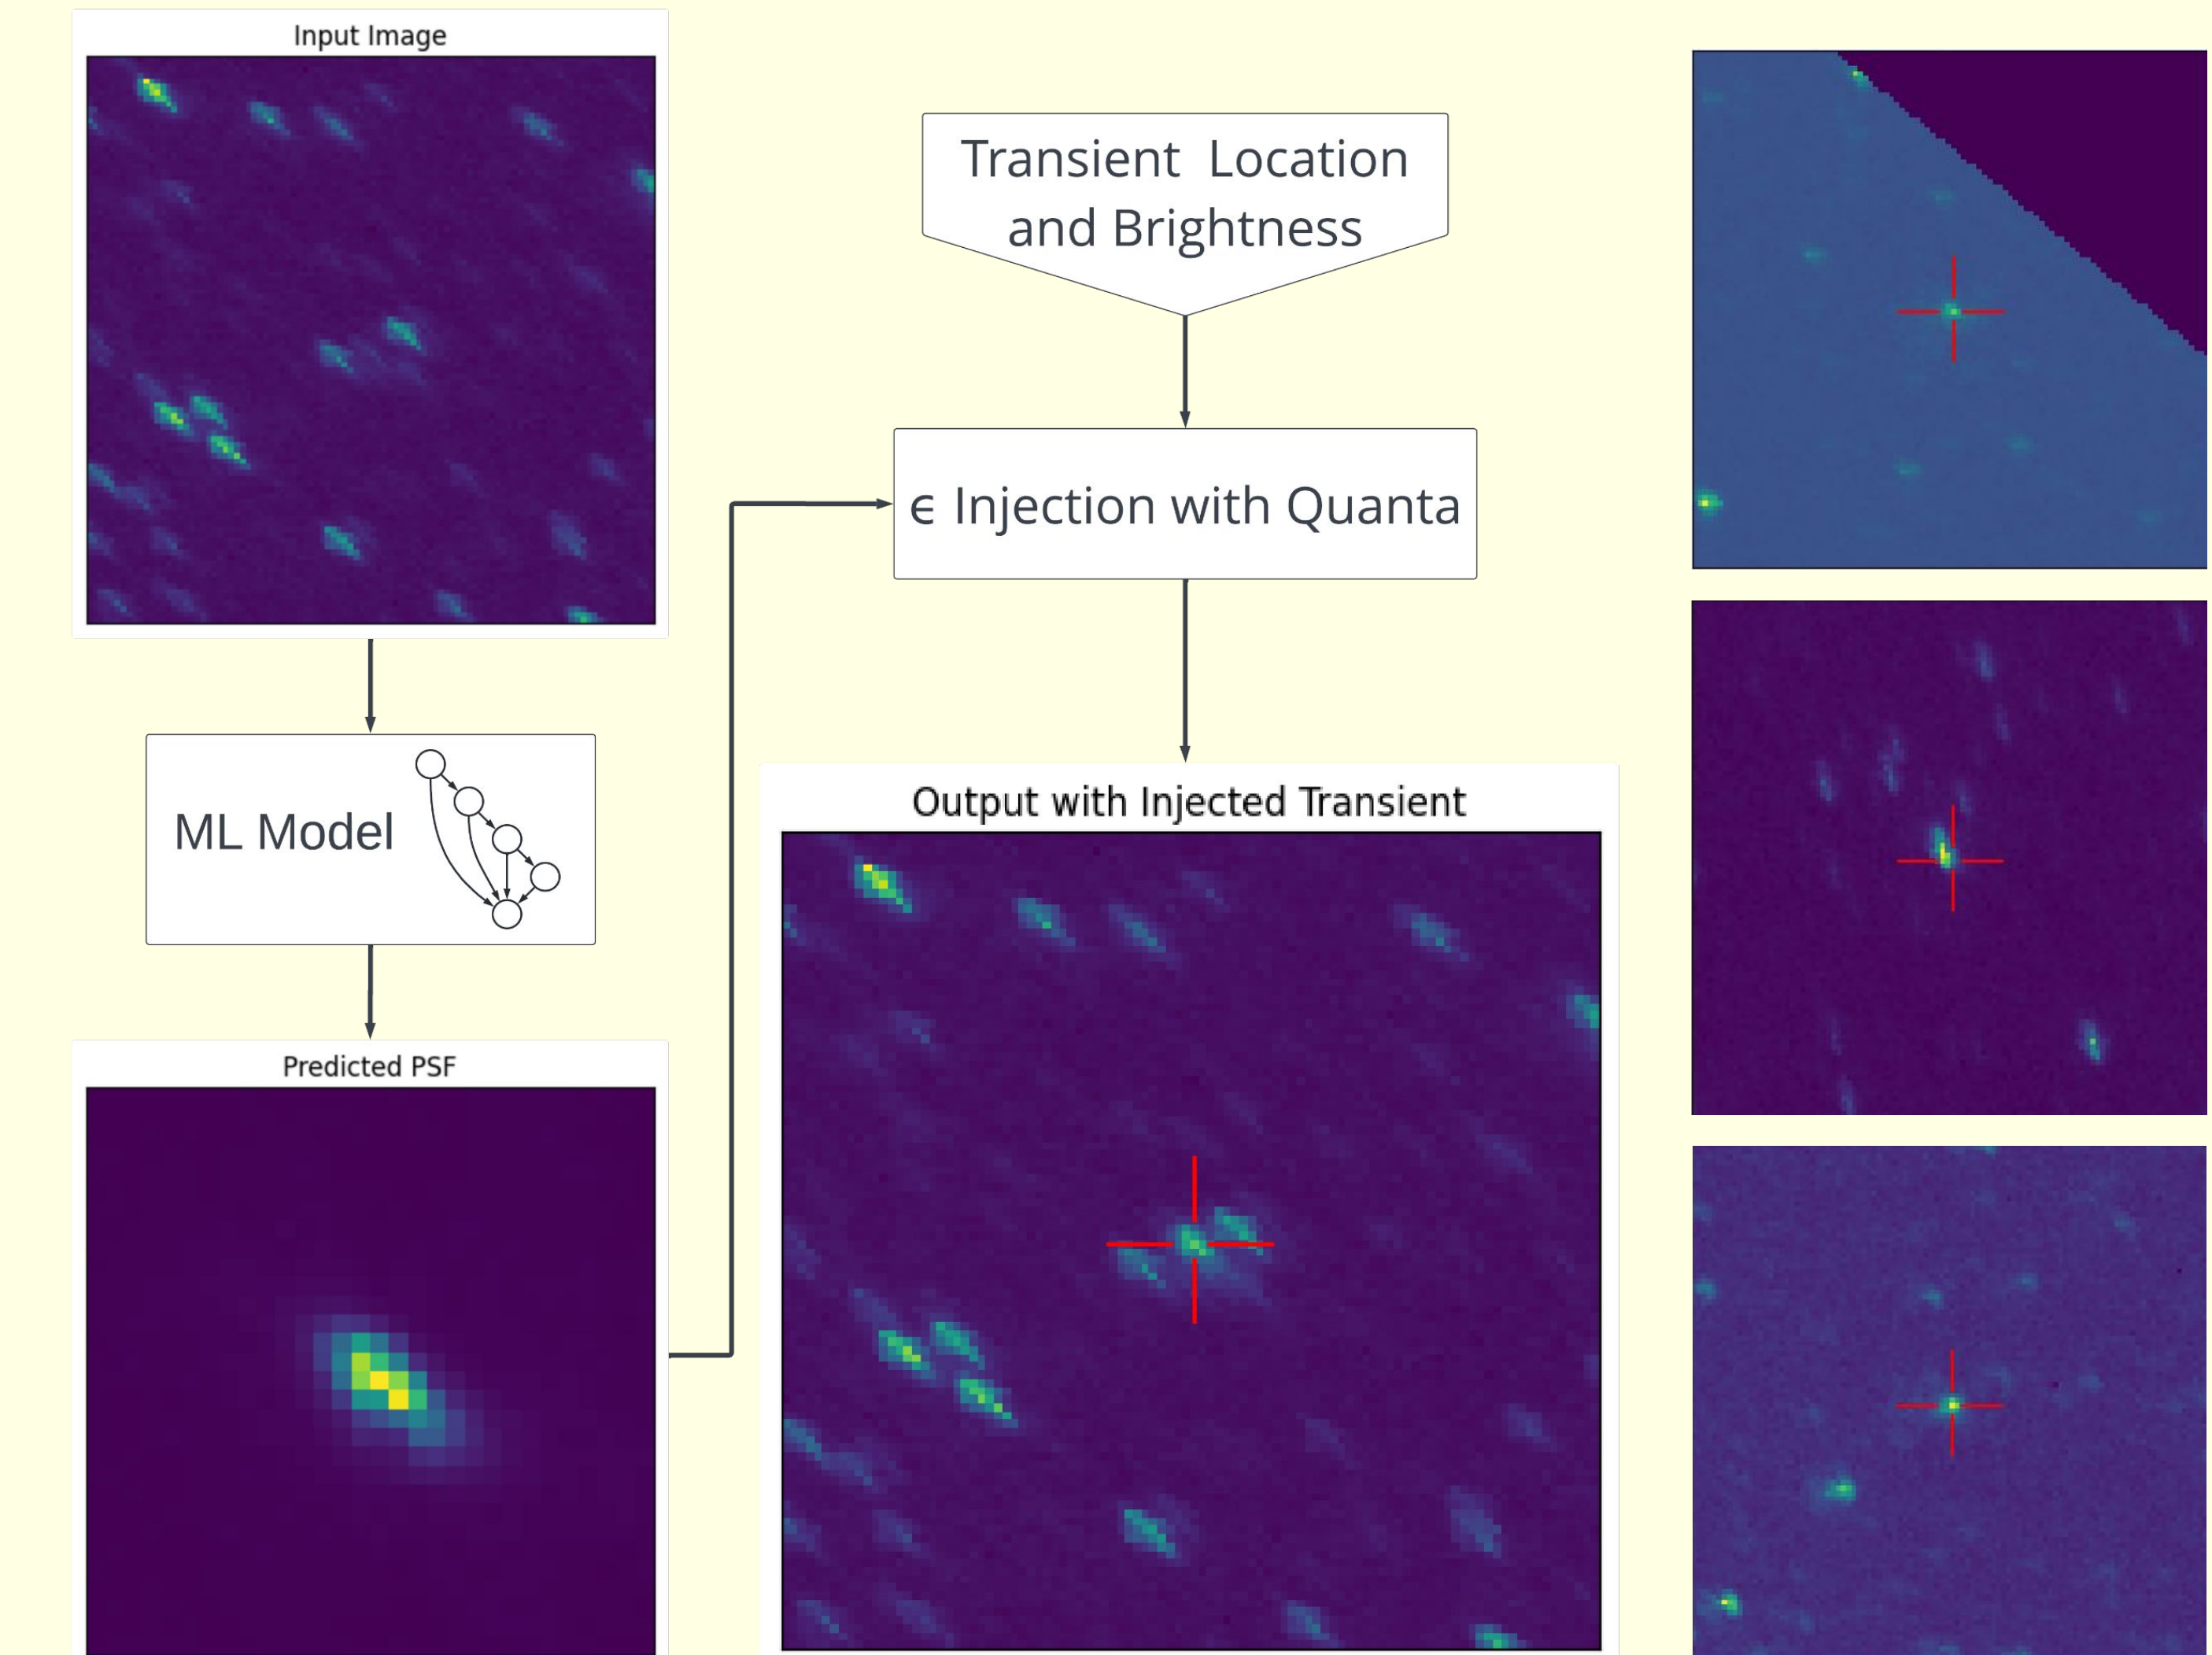 Input Image
ML Model
Predicted PSF
Transient  Location
and Brightness
ϵ Injection with Quanta
Output with Injected Transient